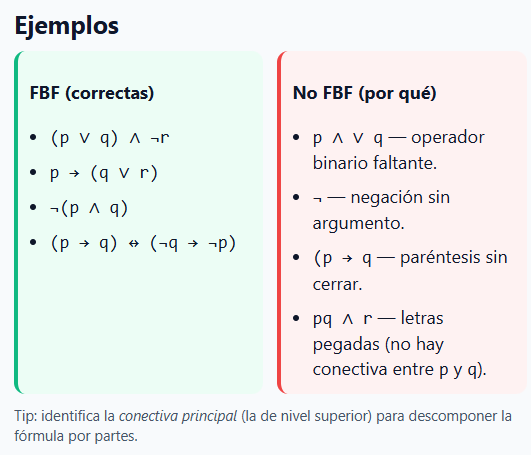 Ejemplos
FBF (correctas)
• (p ∨ q) ∧ ¬r
• p → (q ∨ r)
• ¬(p ∧ q)
• (p → q) ↔ (¬q → ¬p)
No FBF (por qué)
• p ∧ ∨ q — operador
binario faltante.
• ¬ — negación sin
argumento.
• (p → q — paréntesis sin
cerrar.
• pq ∧ r — letras
pegadas (no hay
conectiva entre p y q).
Tip: identifica la conectiva principal (la de nivel superior) para descomponer la
fórmula por partes.